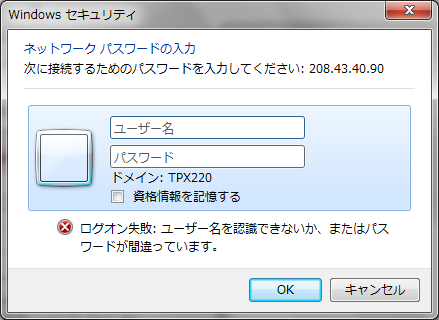 Windows セキュリティ
ネットワーク パスワードの入力
次に接続するためのパスワードを入力してください: 208.43.40.90
ユーザー名
パスワード
ドメイン: TPX220
資格情報を記憶する
ログオン失敗: ユーザー名を認識できないか、またはパス
ワードが間違っています。
OK
キャンセル